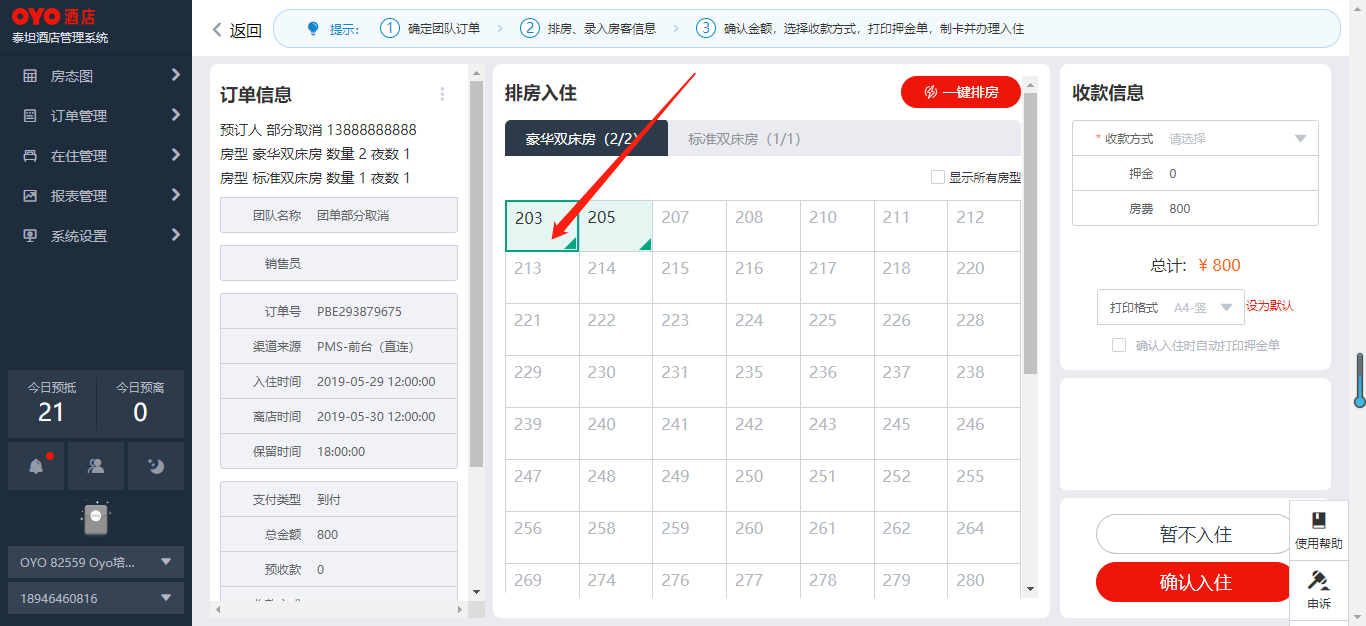 OYO 酒店
泰坦酒店管理系统
房态图
订单管理
在住管理
报表管理
系统设置
今日预抵
21
今日预离
0
OYO 82559 Oyo培...
18946460816
返回
提示：
1 确定团队订单
2 排房、录入房客信息
3 确认金额，选择收款方式，打印押金单，制卡并办理入住
订单信息
预订人 部分取消 13888888888
房型 豪华双床房 数量 2 夜数 1
房型 标准双床房 数量 1 夜数 1
团队名称 团单部分取消
销售员
订单号 PBE293879675
渠道来源 PMS-前台（直连）
入住时间 2019-05-29 12:00:00
离店时间 2019-05-30 12:00:00
保留时间 18:00:00
支付类型 到付
总金额 800
预收款 0
排房入住
一键排房
豪华双床房（2/2）
标准双床房（1/1）
显示所有房型
203 205 207 208 210 211 212
213 214 215 216 217 218 220
221 222 223 224 225 226 228
229 230 231 235 236 237 238
239 240 241 242 243 245 246
247 248 249 250 251 252 255
256 258 259 260 261 262 264
269 274 276 277 278 279 280
收款信息
* 收款方式 请选择
押金 0
房费 800
总计: ¥ 800
打印格式 A4-竖
设为默认
确认入住时自动打印押金单
暂不入住
确认入住
使用帮助
申诉